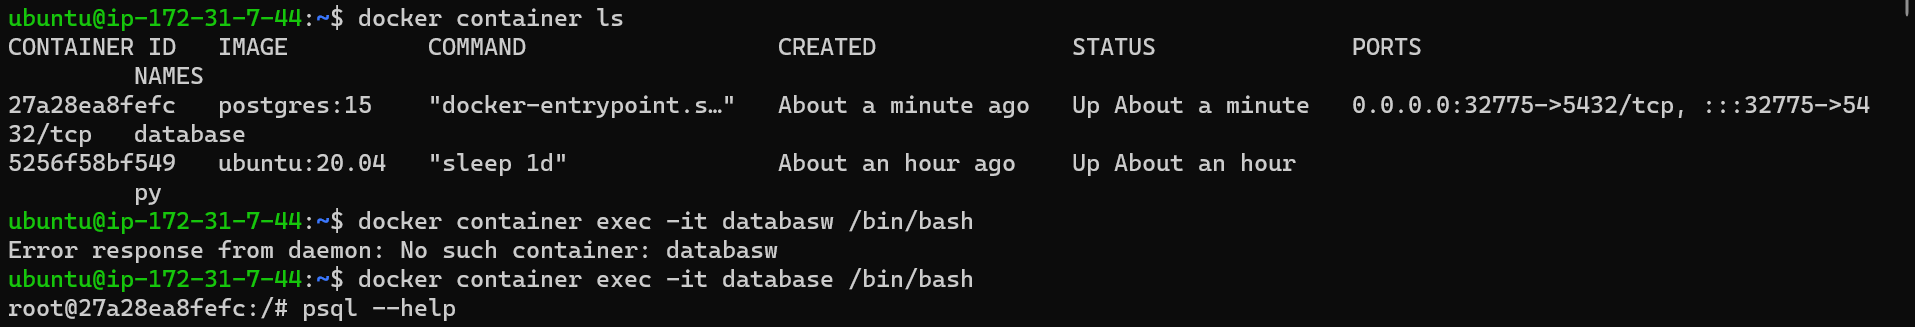 ubuntu@ip-172-31-7-44:~$ docker container ls
CONTAINER ID   IMAGE          COMMAND                  CREATED              STATUS              PORTS
         NAMES
27a28ea8fefc   postgres:15    "docker-entrypoint.s…"   About a minute ago   Up About a minute   0.0.0.0:32775->5432/tcp, :::32775->54
32/tcp   database
5256f58bf549   ubuntu:20.04   "sleep 1d"               About an hour ago    Up About an hour
         py
ubuntu@ip-172-31-7-44:~$ docker container exec -it databasw /bin/bash
Error response from daemon: No such container: databasw
ubuntu@ip-172-31-7-44:~$ docker container exec -it database /bin/bash
root@27a28ea8fefc:/# psql --help